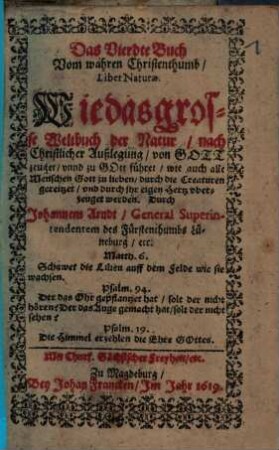 Das Vierdte Buch
Vom wahren Christenthumb /
Liber Naturæ.
Wie das gros-
se Weltbuch der Natur / nach
Christlicher Außlegung / von GOTT
zeuget / vnnd zu GOtt führet / wie auch alle
Menschen Gott zu lieben / durch die Creaturen
gereitzet / vnd durch ihr eigen Hertz vber-
zeuget werden. Durch
Johannem Arndt / General Superin-
tendenten des Fürstenthumbs Lü-
neburg / etc.
Matth. 6.
Schawet die Lilien auff dem Felde wie sie
wachsen.
Psalm. 94.
Der das Ohr gepflantzet hat / solte der nicht
hören? Der das Auge gemacht hat / solt der nicht
sehen?
Psalm. 19.
Die Himmel erzehlen die Ehre GOttes.
Mit Churf. Sächsischer Freyheit / etc.
Zu Magdeburg /
Bey Johan Francken / Im Jahr 1619.